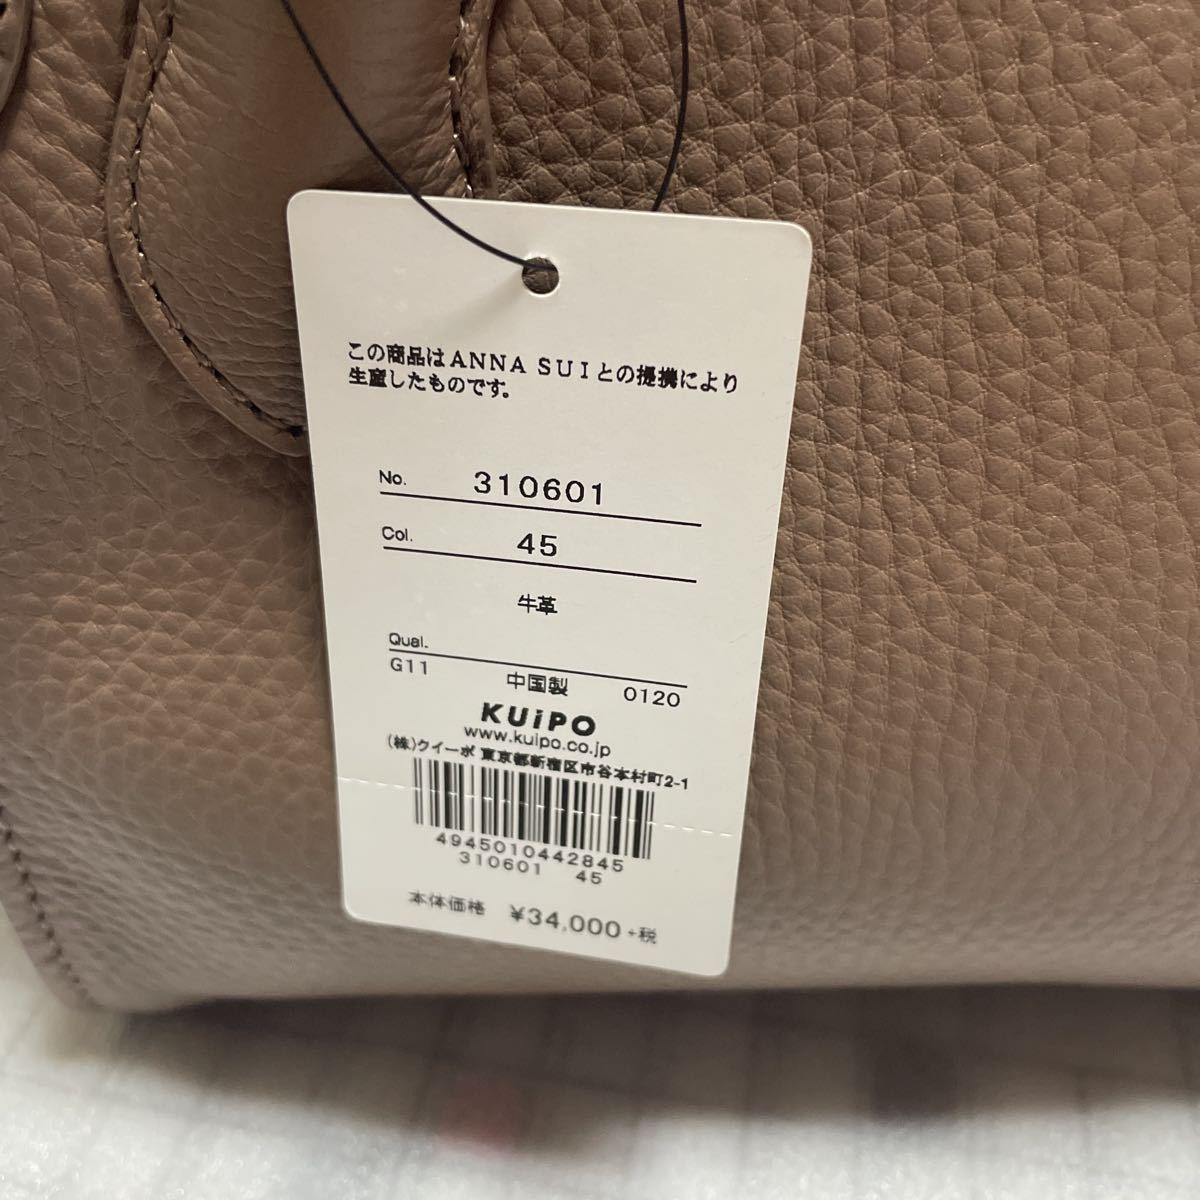 この商品はANNA SUIとの提携により
生産したものです。
No. 310601
Col. 45
牛革
Qual.
G11 中国製 0120
KUiPO
www.kuipo.co.jp
(株)クイーポ 東京都新宿区市谷本村町2-1
4945010442845
310601 45
本体価格 ¥34,000+税